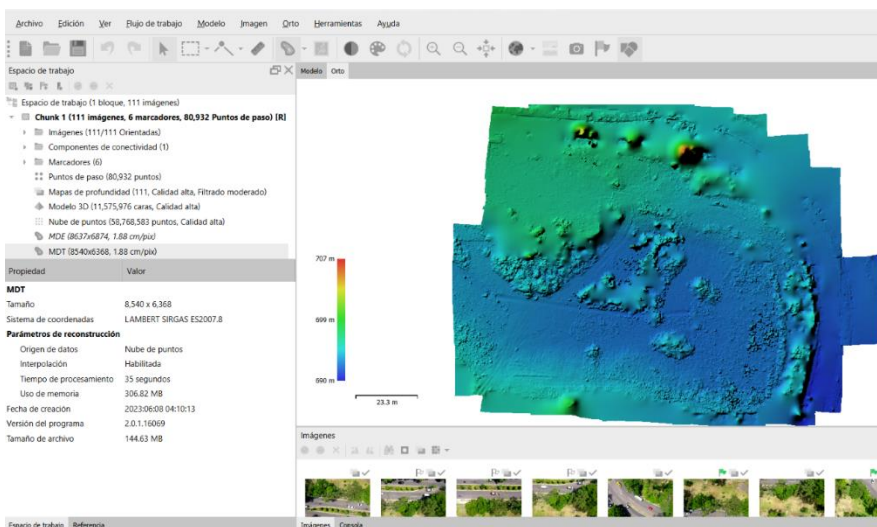 Archivo Edición Ver Flujo de trabajo Modelo Imagen Orto Herramientas Ayuda
Espacio de trabajo
Modelo Orto
Espacio de trabajo (1 bloque, 111 imágenes)
Chunk 1 (111 imágenes, 6 marcadores, 80,932 Puntos de paso) [R]
Imágenes (111/111 Orientadas)
Componentes de conectividad (1)
Marcadores (6)
Puntos de paso (80,932 puntos)
Mapas de profundidad (111, Calidad alta, Filtrado moderado)
Modelo 3D (11,575,976 caras, Calidad alta)
Nube de puntos (58,768,583 puntos, Calidad alta)
MDE (8637x6874, 1.88 cm/pix)
MDT (8540x6368, 1.88 cm/pix)
Propiedad Valor
MDT
Tamaño 8,540 x 6,368
Sistema de coordenadas LAMBERT SIRGAS ES2007.8
Parámetros de reconstrucción
Origen de datos Nube de puntos
Interpolación Habilitada
Tiempo de procesamiento 35 segundos
Uso de memoria 306.82 MB
Fecha de creación 2023:06:08 04:10:13
Versión del programa 2.0.1.16069
Tamaño de archivo 144.63 MB
707 m
699 m
690 m
23.3 m
Imágenes
Espacio de trabajo Referencia
Imágenes Consola